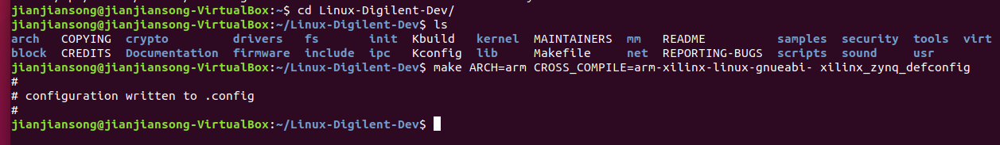 jianjiansong@jianjiansong-VirtualBox:~$ cd Linux-Digilent-Dev/
jianjiansong@jianjiansong-VirtualBox:~/Linux-Digilent-Dev$ ls
arch COPYING crypto drivers fs init Kbuild kernel MAINTAINERS mm README samples security tools virt
block CREDITS Documentation firmware include ipc Kconfig lib Makefile net REPORTING-BUGS scripts sound usr
jianjiansong@jianjiansong-VirtualBox:~/Linux-Digilent-Dev$ make ARCH=arm CROSS_COMPILE=arm-xilinx-linux-gnueabi- xilinx_zynq_defconfig
#
# configuration written to .config
#
jianjiansong@jianjiansong-VirtualBox:~/Linux-Digilent-Dev$